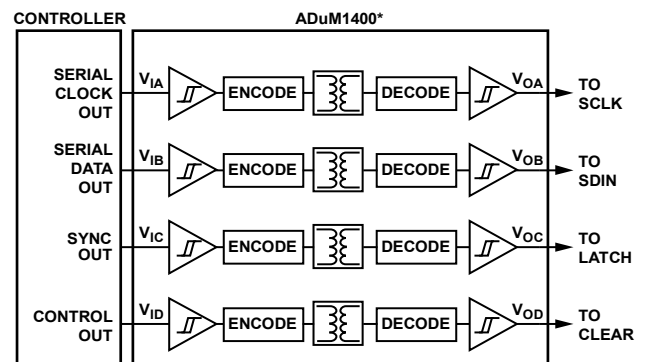 CONTROLLER
ADuM1400*
SERIAL
CLOCK
OUT
VIA
ENCODE
DECODE
VOA
TO
SCLK
SERIAL
DATA
OUT
VIB
ENCODE
DECODE
VOB
TO
SDIN
SYNC
OUT
VIC
ENCODE
DECODE
VOC
TO
LATCH
CONTROL
OUT
VID
ENCODE
DECODE
VOD
TO
CLEAR